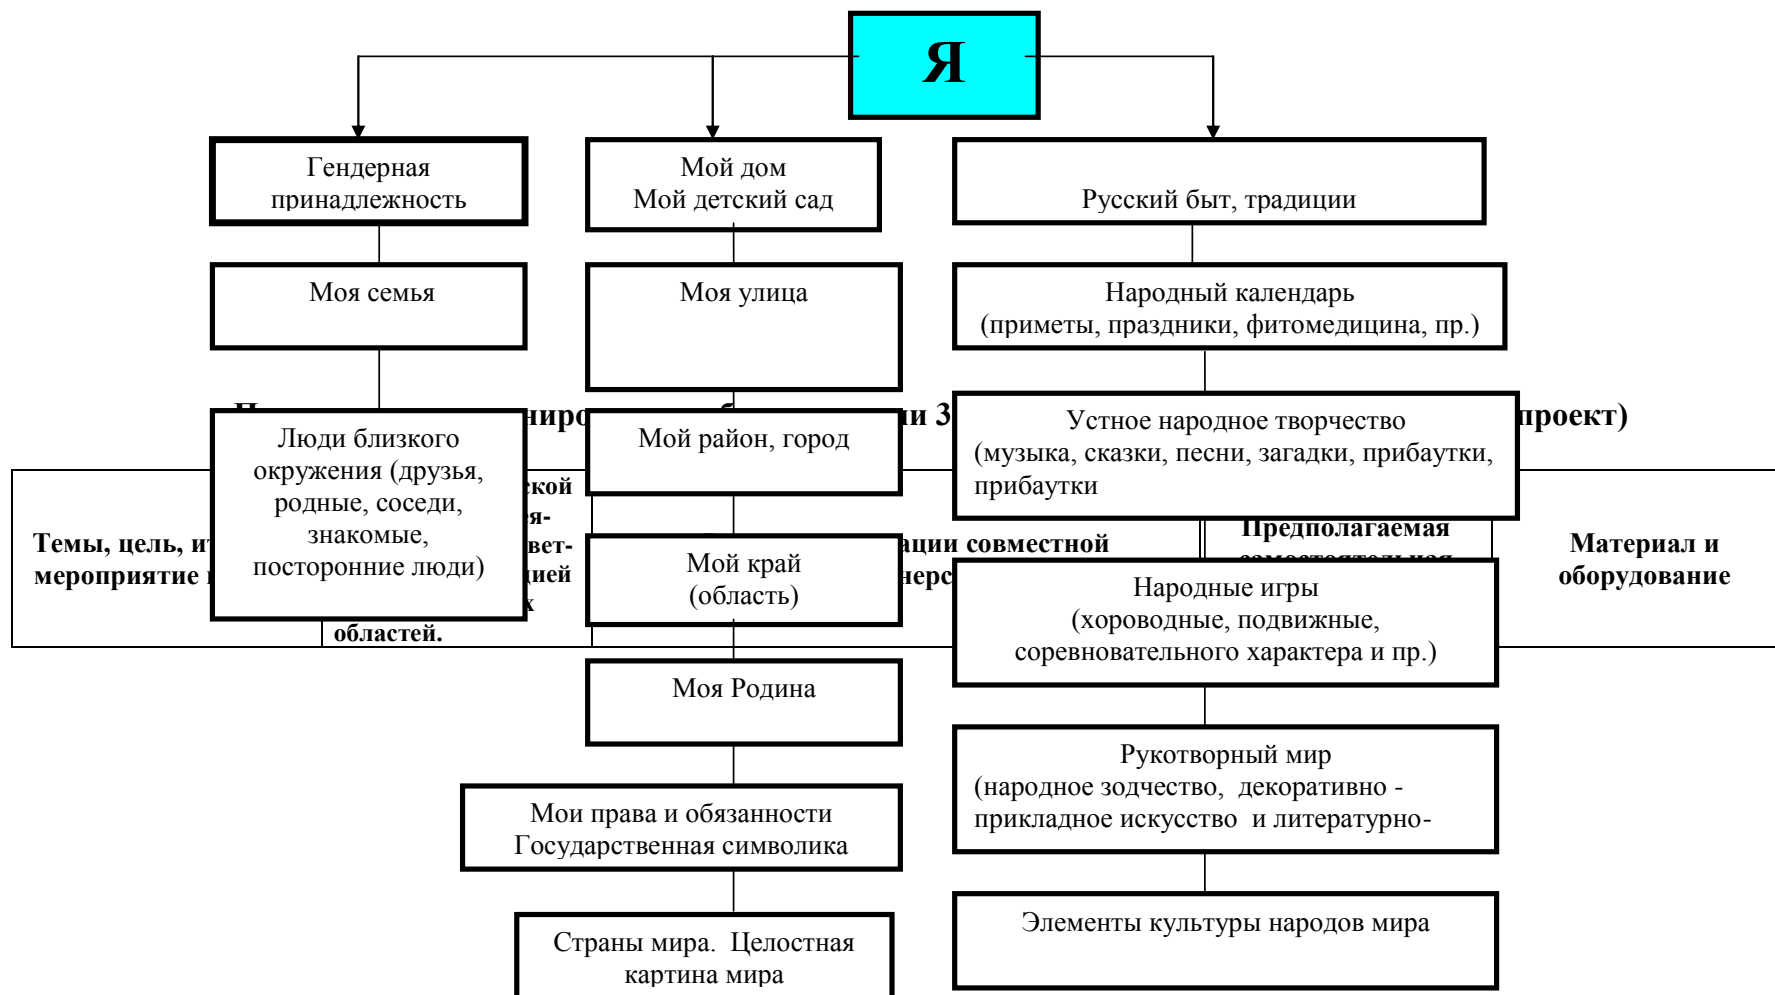 Я
Гендерная
принадлежность
Моя семья
Люди близкого
окружения (друзья,
родные, соседи,
знакомые,
посторонние люди)
Мой дом
Мой детский сад
Моя улица
Мой район, город
Мой край
(область)
Моя Родина
Мои права и обязанности
Государственная символика
Страны мира. Целостная
картина мира
Русский быт, традиции
Народный календарь
(приметы, праздники, фитомедицина, пр.)
Устное народное творчество
(музыка, сказки, песни, загадки, прибаутки,
прибаутки
Народные игры
(хороводные, подвижные,
соревновательного характера и пр.)
Рукотворный мир
(народное зодчество, декоративно -
прикладное искусство и литературно-
Элементы культуры народов мира
3
проект)
Темы, цель,
мероприятие
областей.
совместной
Предполагаемая
самостоятельная
Материал и
оборудование